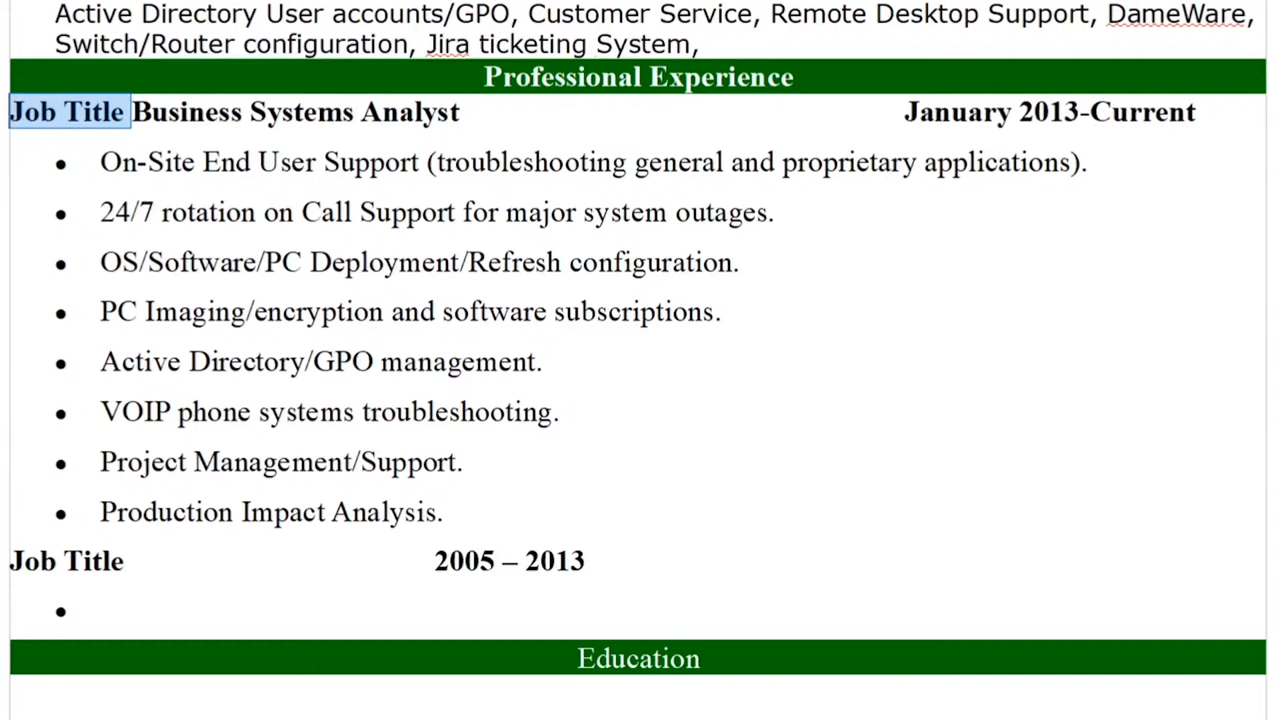 Active Directory User accounts/GPO, Customer Service, Remote Desktop Support, DameWare,
Switch/Router configuration, Jira ticketing System,
Professional Experience
Job Title Business Systems Analyst January 2013-Current
• On-Site End User Support (troubleshooting general and proprietary applications).
• 24/7 rotation on Call Support for major system outages.
• OS/Software/PC Deployment/Refresh configuration.
• PC Imaging/encryption and software subscriptions.
• Active Directory/GPO management.
• VOIP phone systems troubleshooting.
• Project Management/Support.
• Production Impact Analysis.
Job Title 2005 – 2013
•
Education